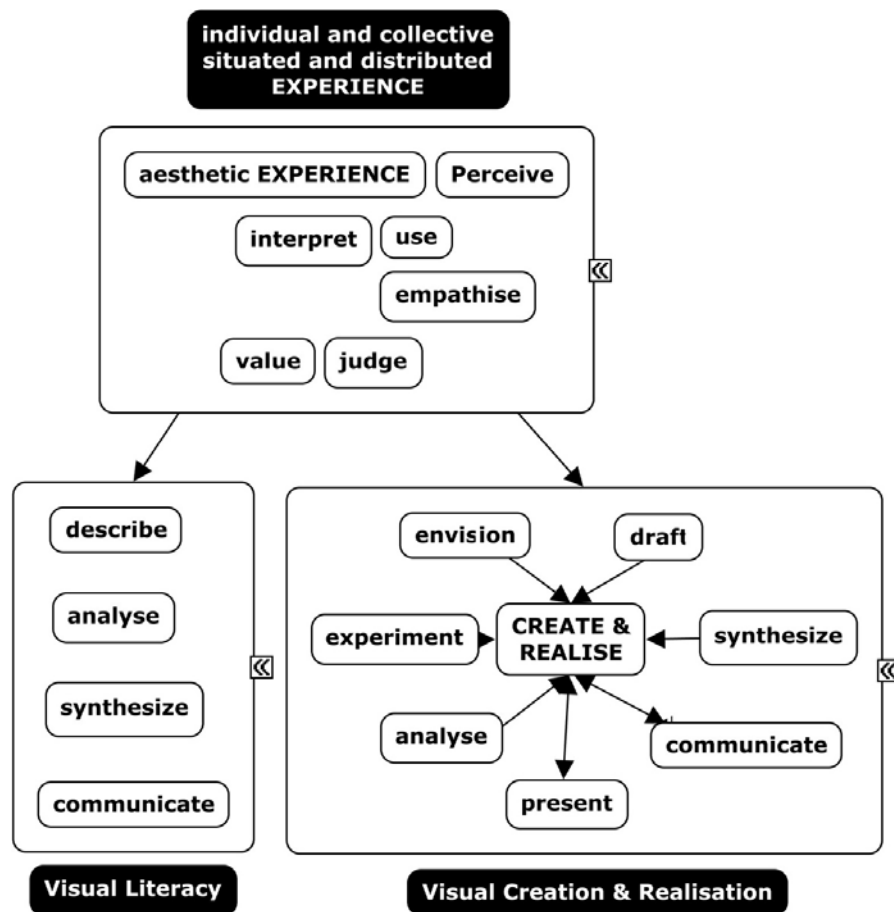 individual and collective
situated and distributed
EXPERIENCE
aesthetic EXPERIENCE
Perceive
interpret
use
empathise
value
judge
describe
analyse
synthesize
communicate
Visual Literacy
envision
draft
experiment
CREATE &
REALISE
synthesize
analyse
communicate
present
Visual Creation & Realisation